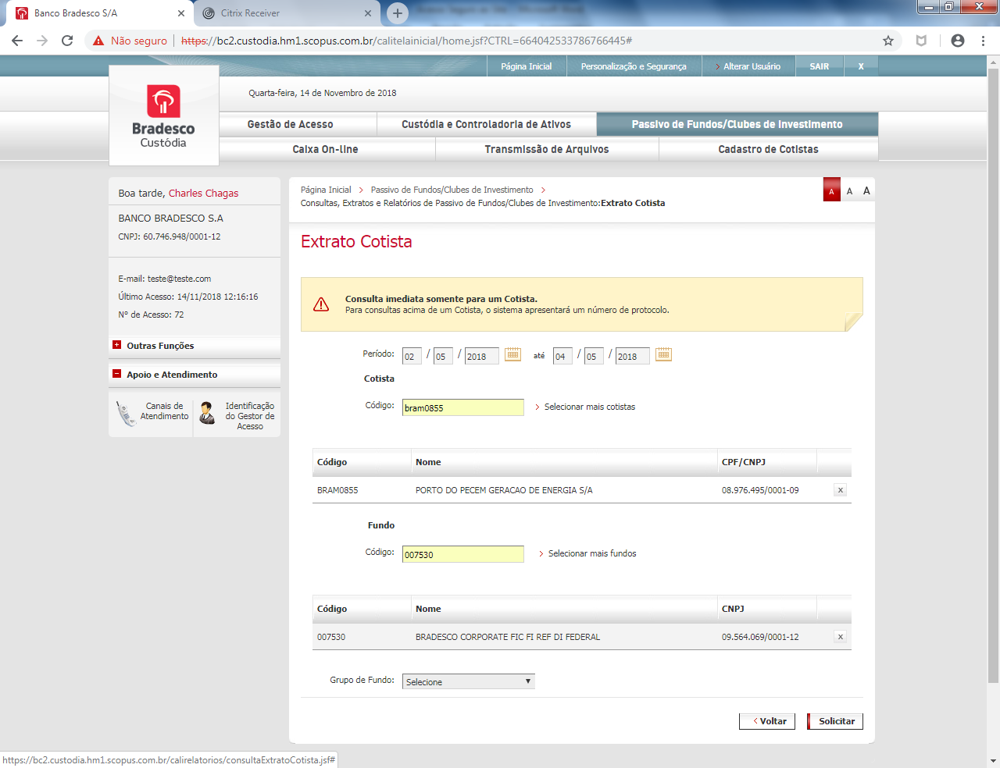 Banco Bradesco S/A
Citrix Receiver
Não seguro
https://bc2.custodia.hm1.scopus.com.br/calitelainicial/home.jsf?CTRL=664042533786766445#
Página Inicial
Personalização e Segurança
Alterar Usuário
SAIR
X
Quarta-feira, 14 de Novembro de 2018
Bradesco
Custódia
Gestão de Acesso
Custódia e Controladoria de Ativos
Passivo de Fundos/Clubes de Investimento
Caixa On-line
Transmissão de Arquivos
Cadastro de Cotistas
Boa tarde, Charles Chagas
BANCO BRADESCO S.A
CNPJ: 60.746.948/0001-12
E-mail: teste@teste.com
Último Acesso: 14/11/2018 12:16:16
N° de Acesso: 72
Outras Funções
Apoio e Atendimento
Canais de
Atendimento
Identificação
do Gestor de
Acesso
Página Inicial > Passivo de Fundos/Clubes de Investimento >
Consultas, Extratos e Relatórios de Passivo de Fundos/Clubes de Investimento:Extrato Cotista
A A A
Extrato Cotista
Consulta imediata somente para um Cotista.
Para consultas acima de um Cotista, o sistema apresentará um número de protocolo.
Período: 02 / 05 / 2018 até 04 / 05 / 2018
Cotista
Código: bram0855 > Selecionar mais cotistas
Código Nome CPF/CNPJ
BRAM0855 PORTO DO PECEM GERACAO DE ENERGIA S/A 08.976.495/0001-09 x
Fundo
Código: 007530 > Selecionar mais fundos
Código Nome CNPJ
007530 BRADESCO CORPORATE FIC FI REF DI FEDERAL 09.564.069/0001-12 x
Grupo de Fundo: Selecione
Voltar
Solicitar
https://bc2.custodia.hm1.scopus.com.br/calirelatorios/consultaExtratoCotista.jsf#